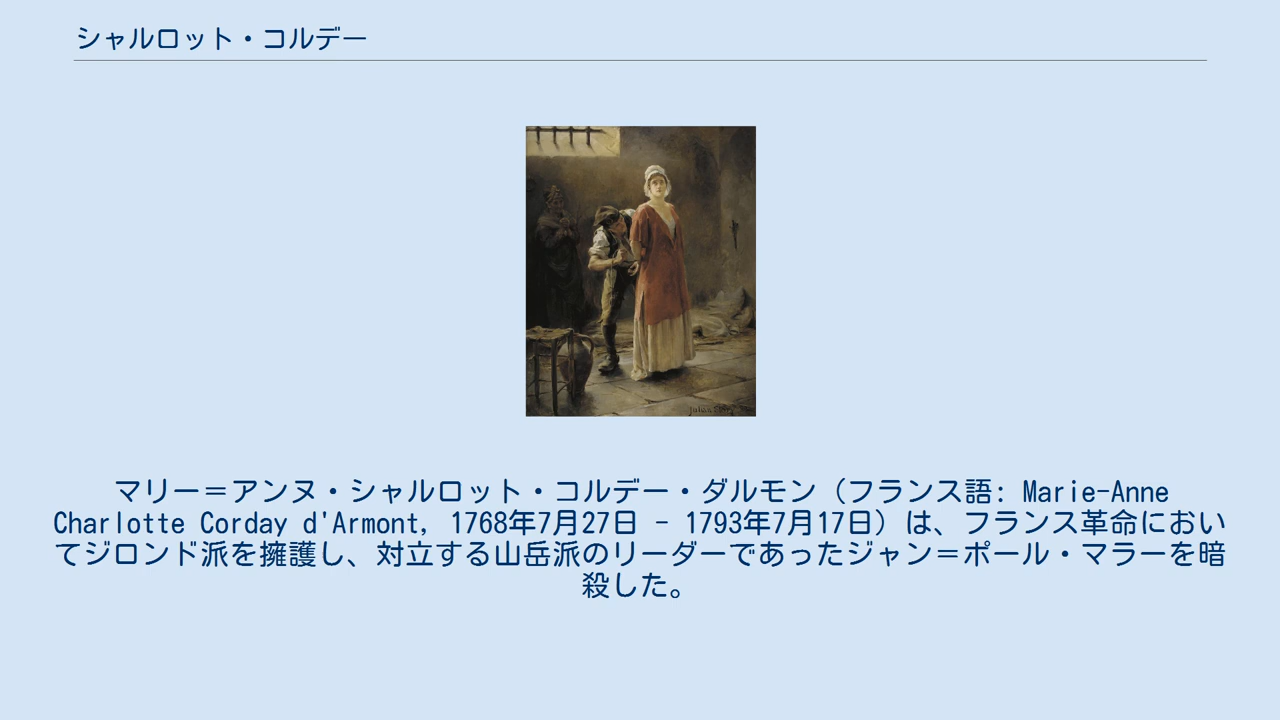 シャルロット・コルデー
マリー＝アンヌ・シャルロット・コルデー・ダルモン（フランス語: Marie-Anne
Charlotte Corday d'Armont, 1768年7月27日 - 1793年7月17日）は、フランス革命におい
てジロンド派を擁護し、対立する山岳派のリーダーであったジャン＝ポール・マラーを暗
殺した。